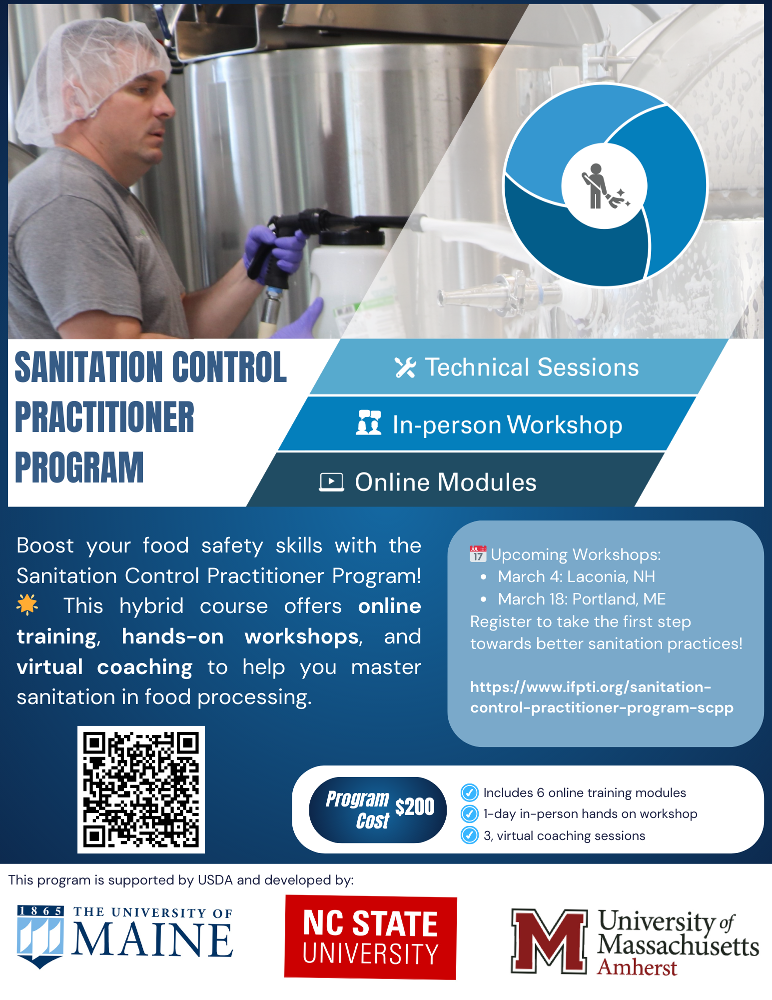 SANITATION CONTROL
PRACTITIONER
PROGRAM
Technical Sessions
In-person Workshop
Online Modules
Boost your food safety skills with the
Sanitation Control Practitioner Program!
🌟 This hybrid course offers online
training, hands-on workshops, and
virtual coaching to help you master
sanitation in food processing.
JUL
17
Upcoming Workshops:
• March 4: Laconia, NH
• March 18: Portland, ME
Register to take the first step
towards better sanitation practices!
https://www.ifpti.org/sanitation-
control-practitioner-program-scpp
Program
Cost
$200
Includes 6 online training modules
1-day in-person hands on workshop
3, virtual coaching sessions
This program is supported by USDA and developed by:
1865
THE UNIVERSITY OF
MAINE
NC STATE
UNIVERSITY
M
University of
Massachusetts
Amherst